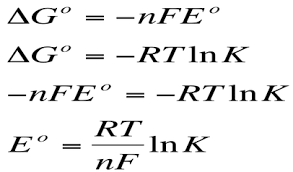 ΔG° = −nFE°
ΔG° = −RT ln K
−nFE° = −RT ln K
E° = RT/nF ln K